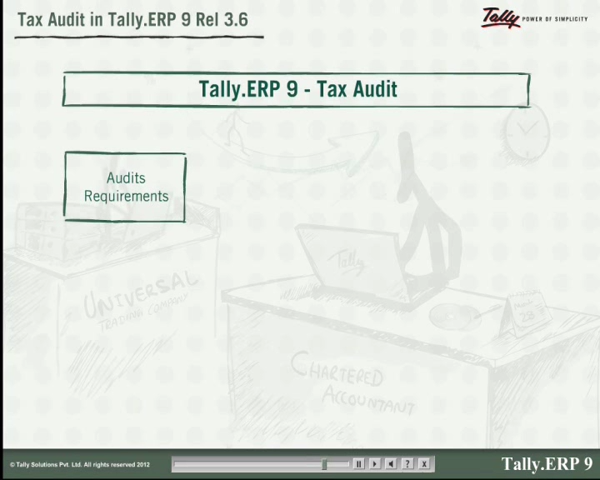 Tax Audit in Tally.ERP 9 Rel 3.6
Tally POWER OF SIMPLICITY
Tally.ERP 9 - Tax Audit
Audits
Requirements
Tally
UNIVERSAL
TRADING COMPANY
28
CHARTERED
ACCOUNTANT
© Tally Solutions Pvt. Ltd. All rights reserved 2012
? X
Tally.ERP 9